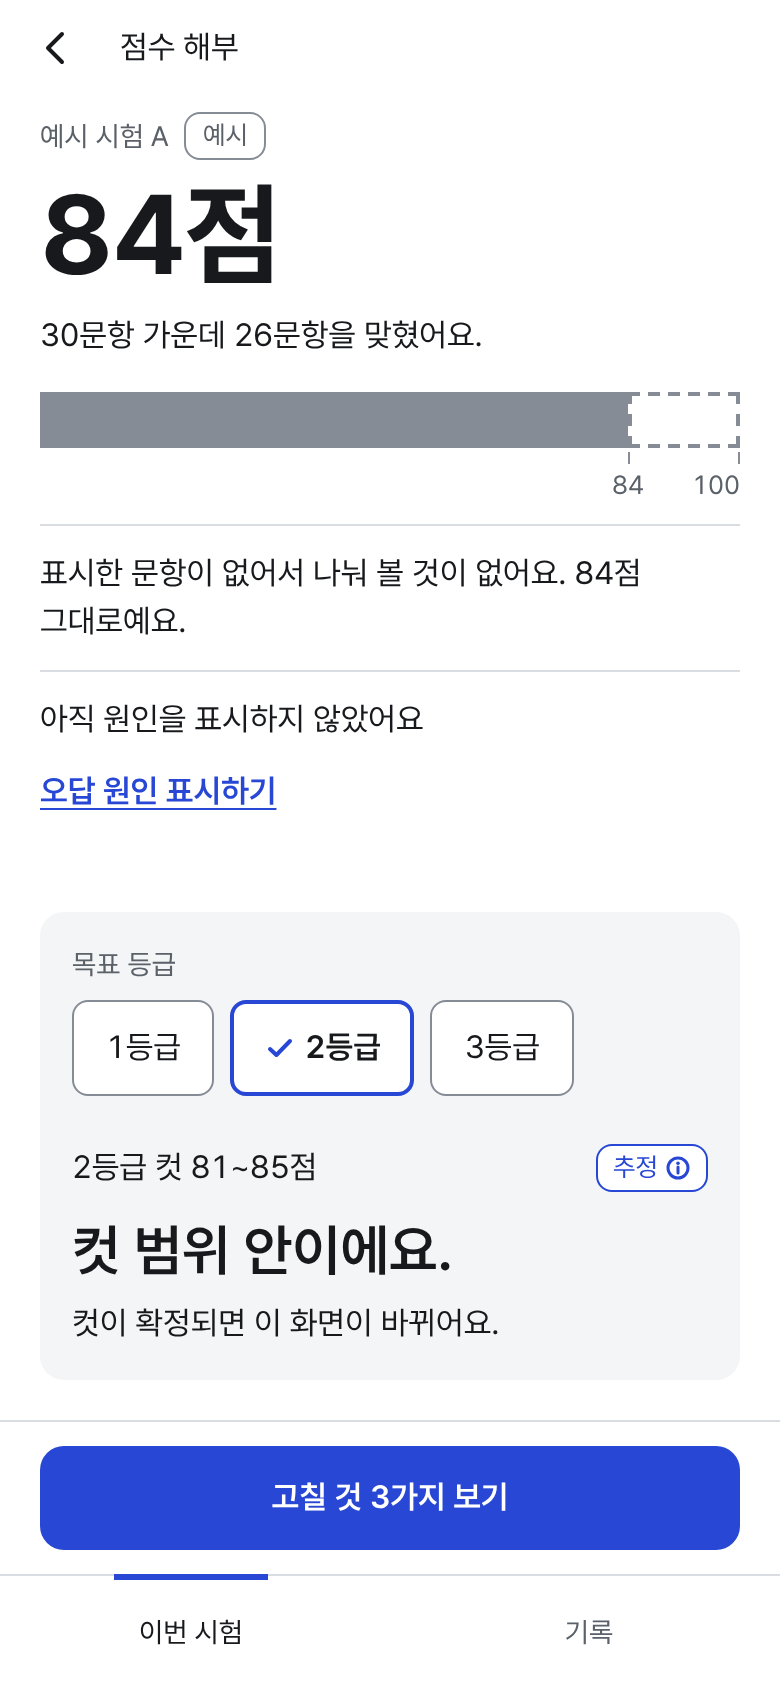 점수 해부
예시 시험 A 예시
84점
30문항 가운데 26문항을 맞혔어요.
84 100
표시한 문항이 없어서 나눠 볼 것이 없어요. 84점
그대로예요.
아직 원인을 표시하지 않았어요
오답 원인 표시하기
목표 등급
1등급 2등급 3등급
2등급 컷 81~85점 추정
컷 범위 안이에요.
컷이 확정되면 이 화면이 바뀌어요.
고칠 것 3가지 보기
이번 시험 기록